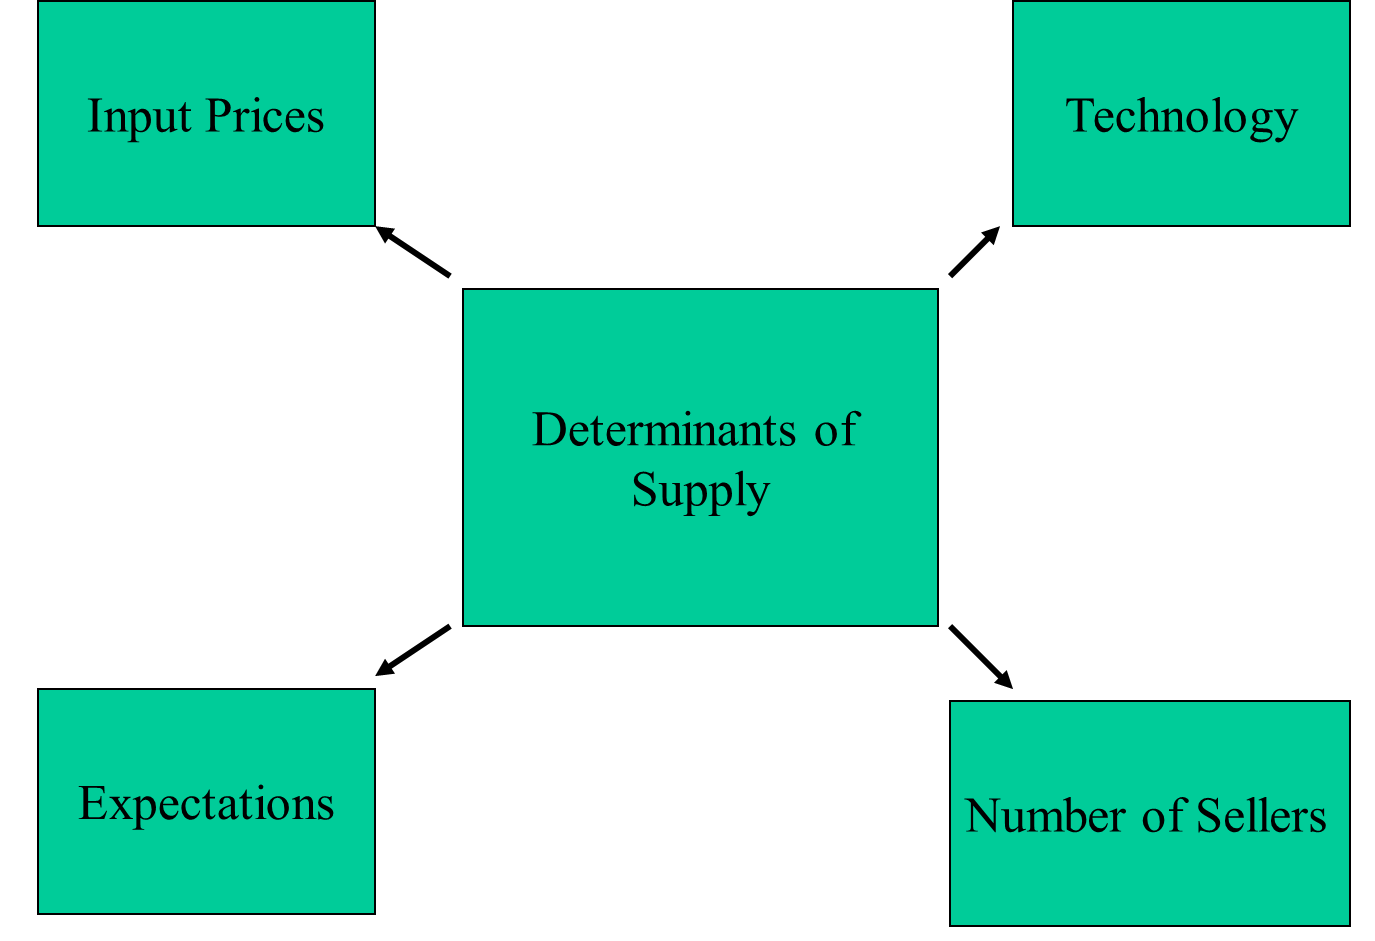 Input Prices
Technology
Determinants of
Supply
Expectations
Number of Sellers